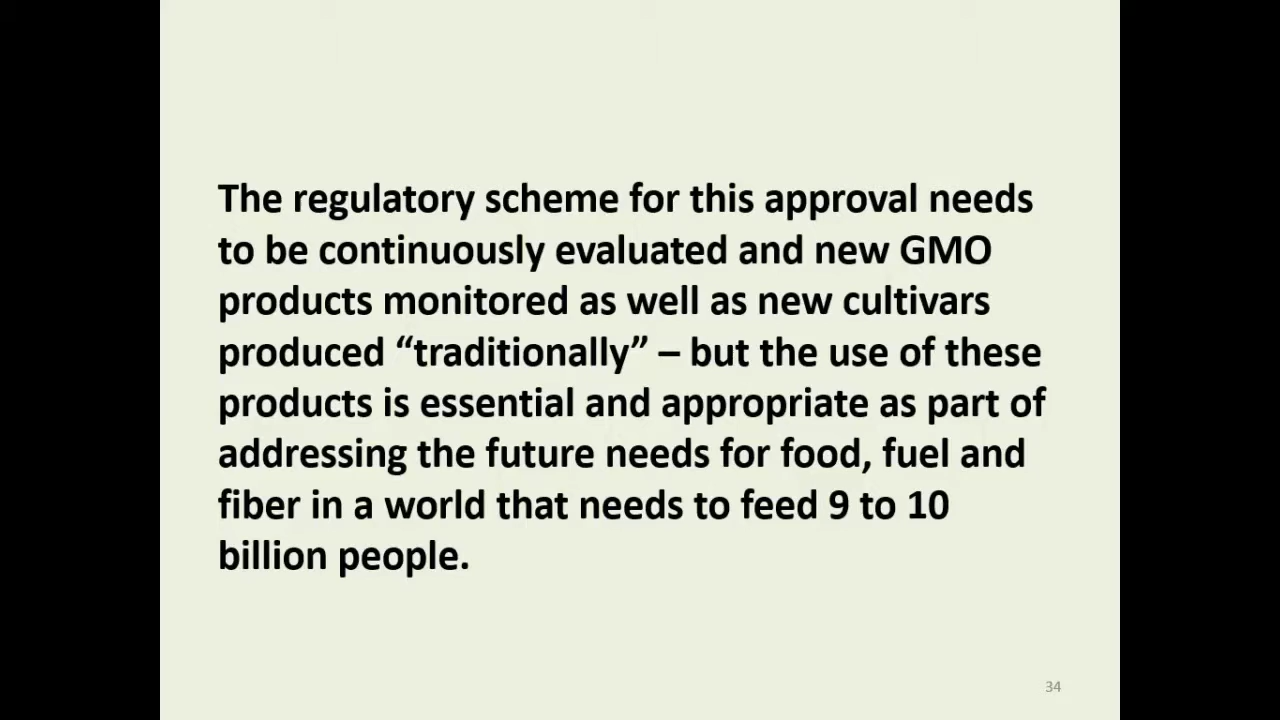 The regulatory scheme for this approval needs
to be continuously evaluated and new GMO
products monitored as well as new cultivars
produced “traditionally” – but the use of these
products is essential and appropriate as part of
addressing the future needs for food, fuel and
fiber in a world that needs to feed 9 to 10
billion people.
34